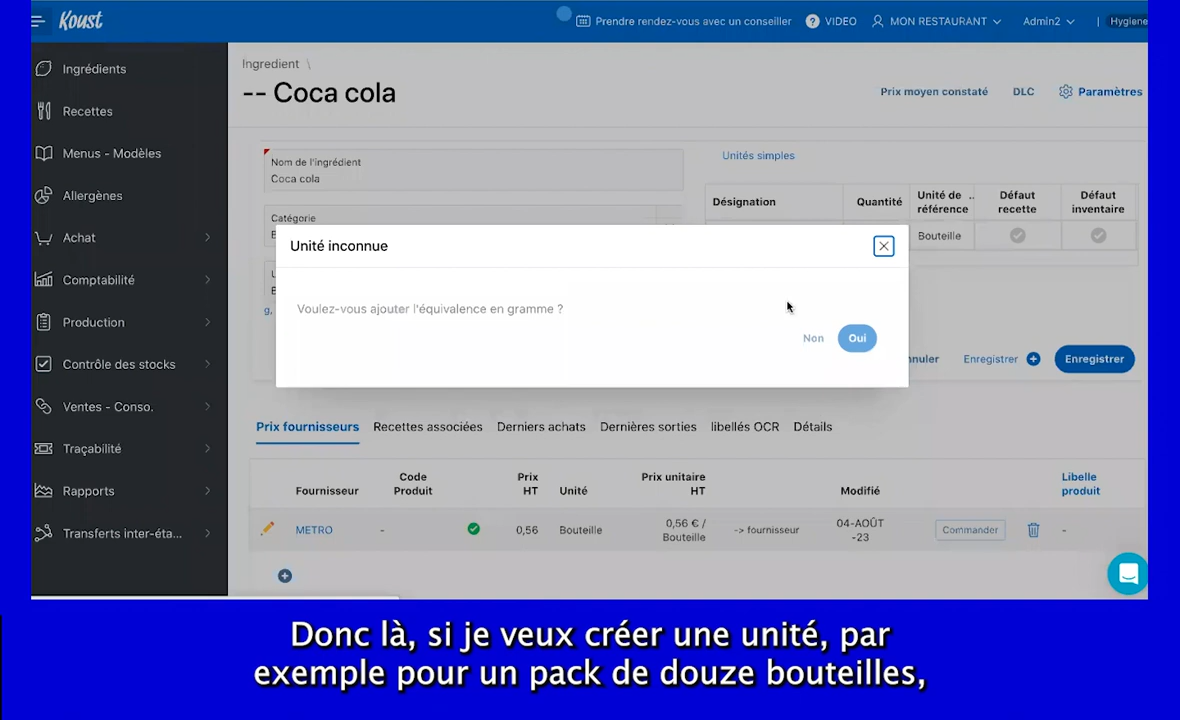 Koust
Prendre rendez-vous avec un conseiller
VIDEO
MON RESTAURANT
Admin2
Hygiene
Ingrédients
Recettes
Menus - Modèles
Allergènes
Achat
Comptabilité
Production
Contrôle des stocks
Ventes - Conso.
Traçabilité
Rapports
Transferts inter-éta...
Ingredient \
-- Coca cola
Prix moyen constaté
DLC
Paramètres
Nom de l'ingrédient
Coca cola
Catégorie
B
U
B
g,
Unités simples
Désignation
Quantité
Unité de ..
référence
Défaut
recette
Défaut
inventaire
Bouteille
Unité inconnue
Voulez-vous ajouter l'équivalence en gramme ?
Non
Oui
nnuler
Enregistrer
Enregistrer
Prix fournisseurs
Recettes associées
Derniers achats
Dernières sorties
libellés OCR
Détails
Fournisseur
Code
Produit
Prix
HT
Unité
Prix unitaire
HT
Modifié
Libelle
produit
METRO
-
0,56
Bouteille
0,56 € /
Bouteille
-> fournisseur
04-AOÛT
-23
Commander
-
Donc là, si je veux créer une unité, par
exemple pour un pack de douze bouteilles,